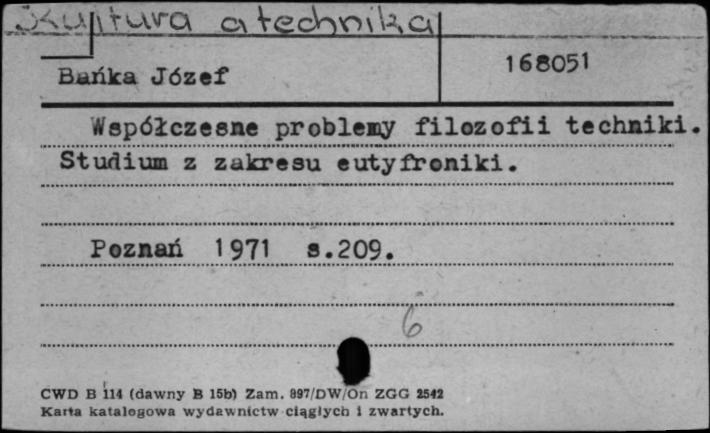 Kultura a technika
Bańka Józef
168051
Współczesne problemy filozofii techniki.
Studium z zakresu eutyfroniki.
Poznań 1971 s.209.
6
CWD B 114 (dawny B 15b) Zam. 897/DW/On ZGG 2542
Karta katalogowa wydawnictw ciągłych i zwartych.